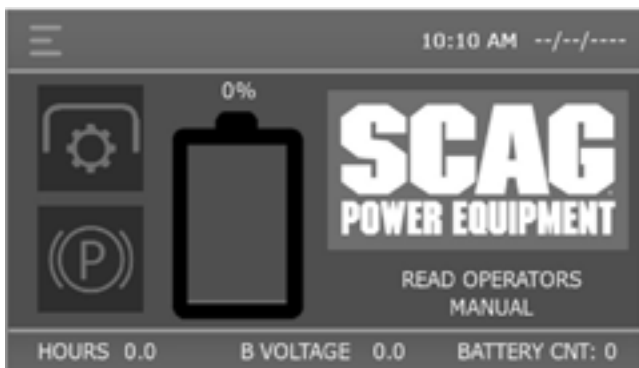 10:10 AM --/--/----
0%
SCAG
POWER EQUIPMENT
P
READ OPERATORS
MANUAL
HOURS 0.0 B VOLTAGE 0.0 BATTERY CNT: 0